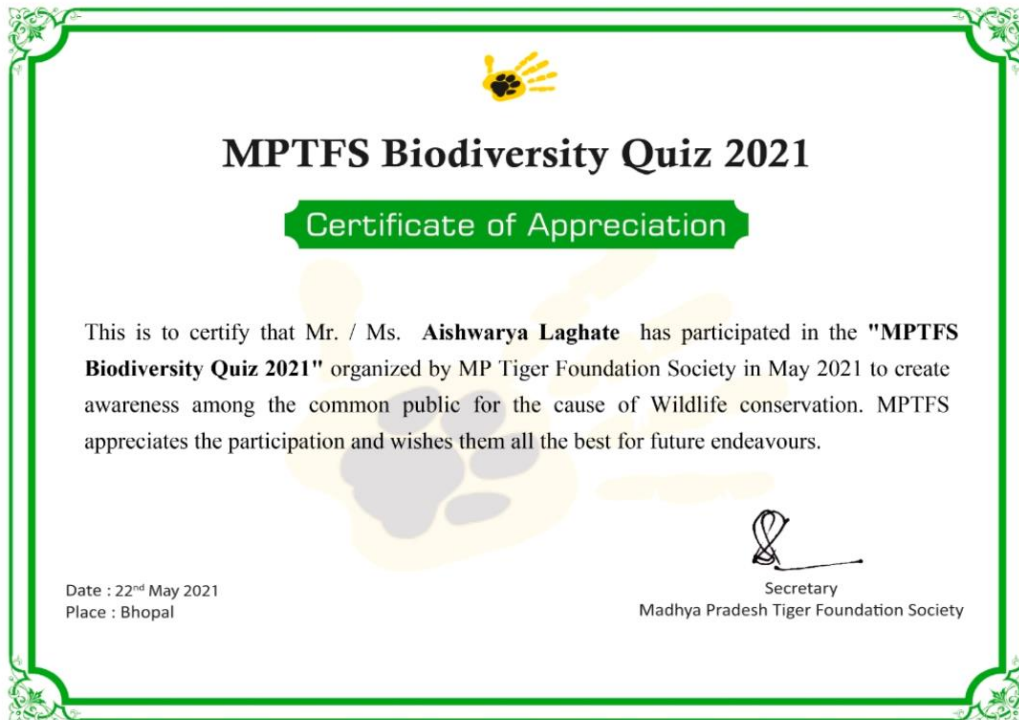 MPTFS Biodiversity Quiz 2021
Certificate of Appreciation
This is to certify that Mr. / Ms. Aishwarya Laghate has participated in the "MPTFS
Biodiversity Quiz 2021" organized by MP Tiger Foundation Society in May 2021 to create
awareness among the common public for the cause of Wildlife conservation. MPTFS
appreciates the participation and wishes them all the best for future endeavours.
Date : 22nd May 2021
Place : Bhopal
Secretary
Madhya Pradesh Tiger Foundation Society